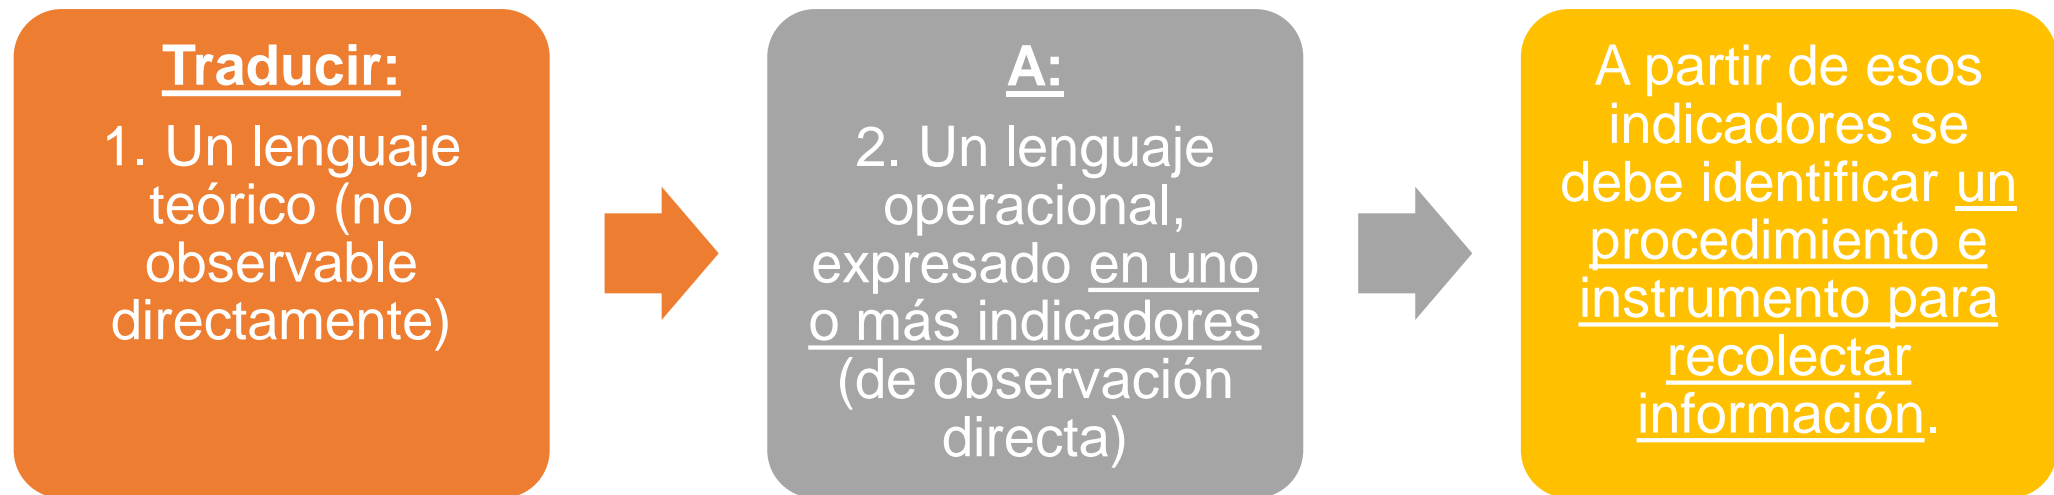 Traducir:
1. Un lenguaje
teórico (no
observable
directamente)
A:
2. Un lenguaje
operacional,
expresado en uno
o más indicadores
(de observación
directa)
A partir de esos
indicadores se
debe identificar un
procedimiento e
instrumento para
recolectar
información.